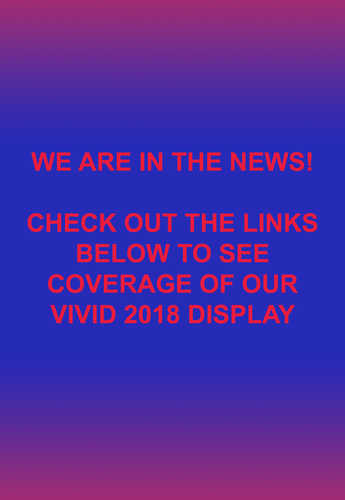 WE ARE IN THE NEWS!
CHECK OUT THE LINKS
BELOW TO SEE
COVERAGE OF OUR
VIVID 2018 DISPLAY